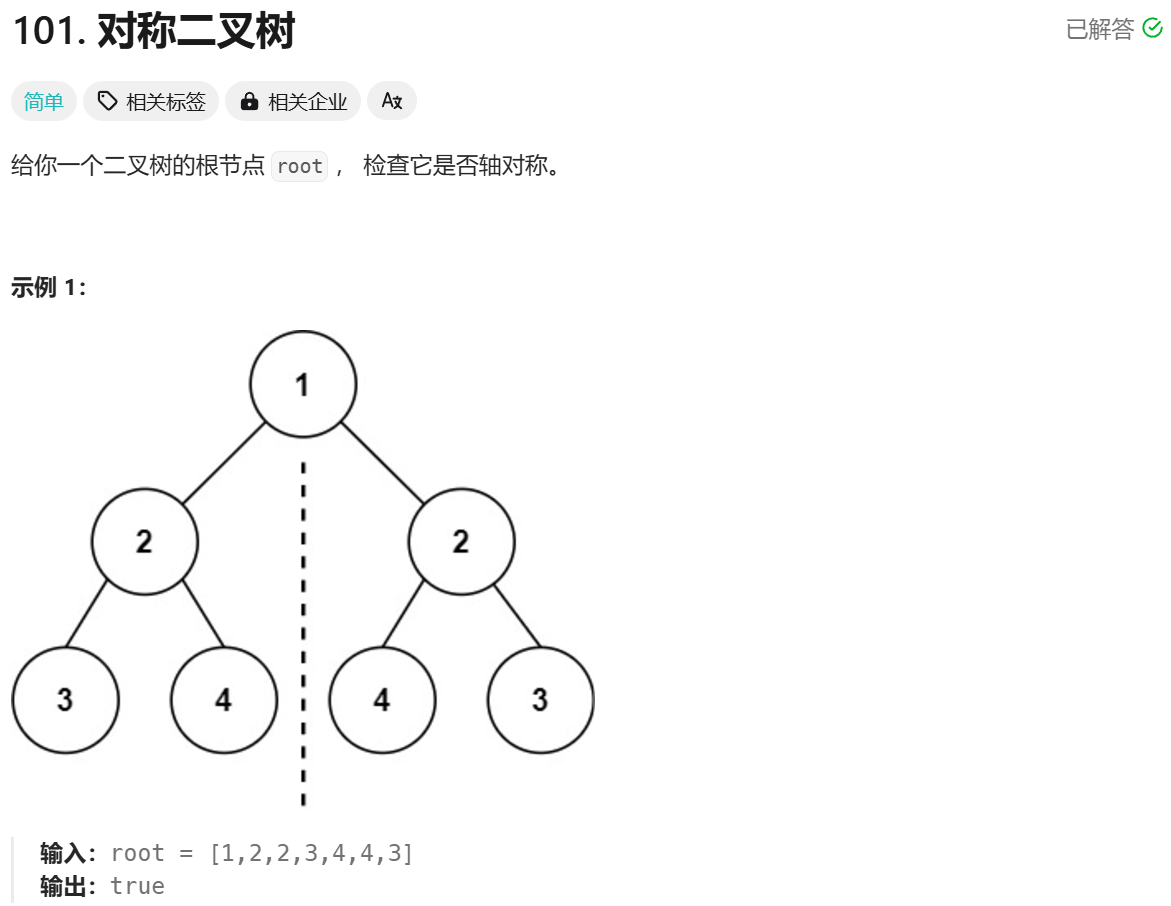 101. 对称二叉树
已解答
简单 相关标签 相关企业 A文
给你一个二叉树的根节点 root ， 检查它是否轴对称。
示例 1：
1
2 2
3 4 4 3
输入：root = [1,2,2,3,4,4,3]
输出：true